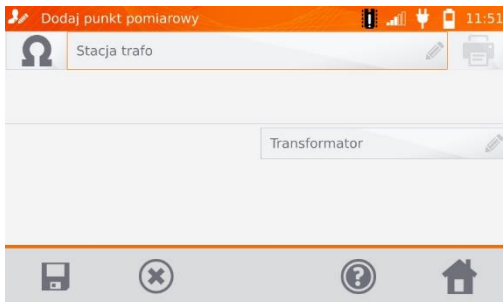 Dodaj punkt pomiarowy 11:51
Ω Stacja trafo
Transformator